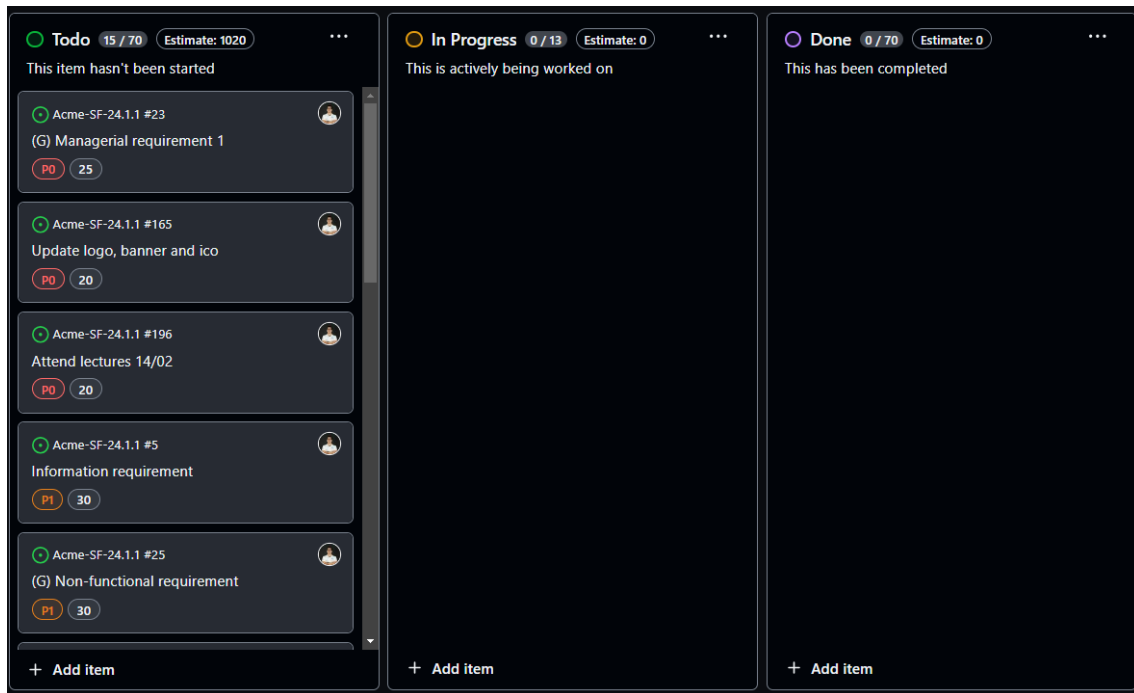 Todo 15 / 70 Estimate: 1020 ...
This item hasn't been started
Acme-SF-24.1.1 #23
(G) Managerial requirement 1
P0 25
Acme-SF-24.1.1 #165
Update logo, banner and ico
P0 20
Acme-SF-24.1.1 #196
Attend lectures 14/02
P0 20
Acme-SF-24.1.1 #5
Information requirement
P1 30
Acme-SF-24.1.1 #25
(G) Non-functional requirement
P1 30
+ Add item
In Progress 0 / 13 Estimate: 0 ...
This is actively being worked on
+ Add item
Done 0 / 70 Estimate: 0 ...
This has been completed
+ Add item